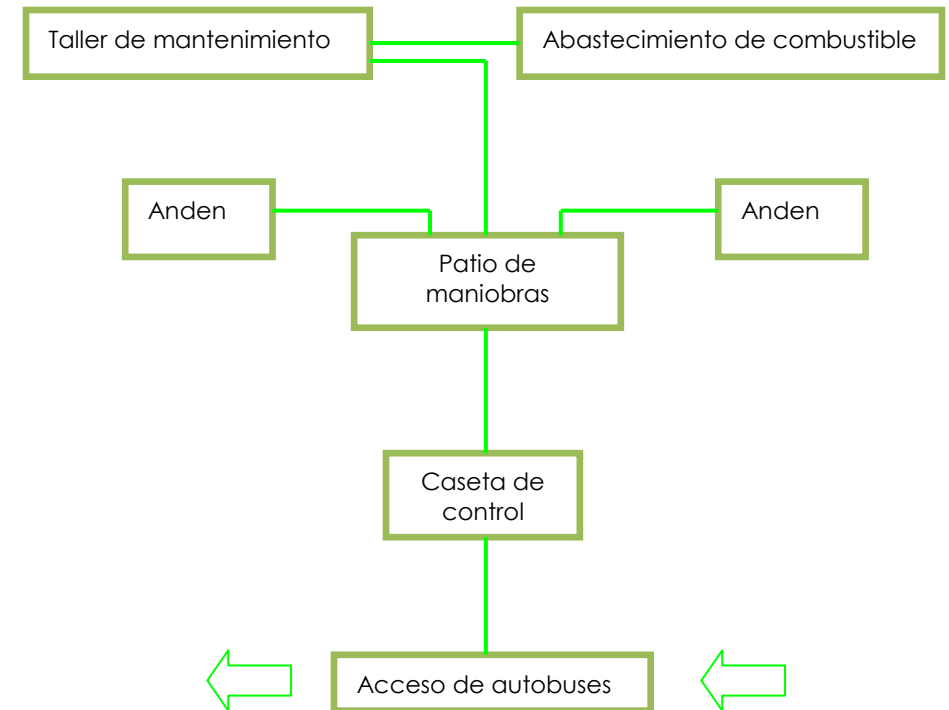 Taller de mantenimiento
Abastecimiento de combustible
Anden
Anden
Patio de
maniobras
Caseta de
control
Acceso de autobuses